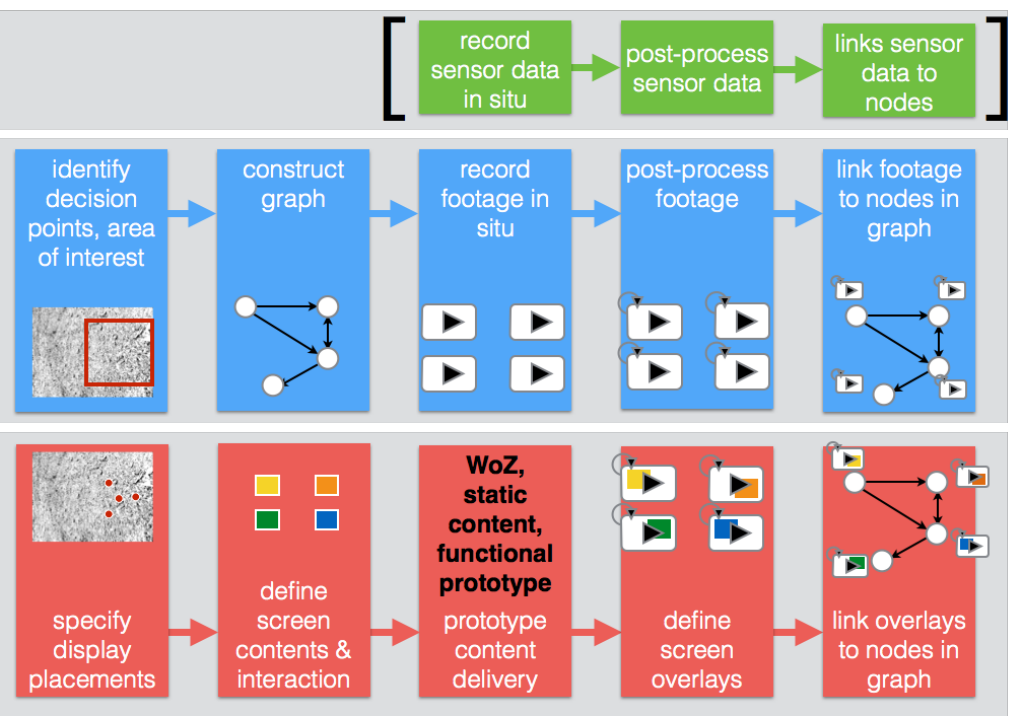 record
sensor data
in situ
post-process
sensor data
links sensor
data to
nodes
identify
decision
points, area
of interest
construct
graph
record
footage in
situ
post-process
footage
link footage
to nodes in
graph
specify
display
placements
define
screen
contents &
interaction
WoZ,
static
content,
functional
prototype
prototype
content
delivery
define
screen
overlays
link overlays
to nodes in
graph